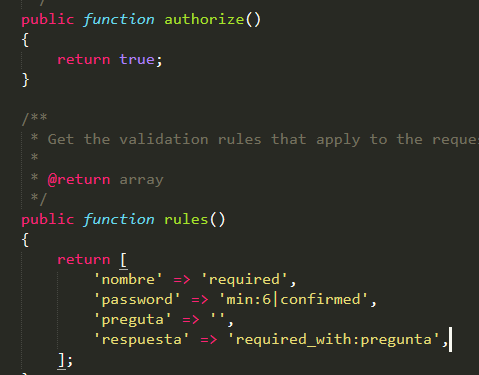 */
public function authorize()
{
return true;
}
/**
* Get the validation rules that apply to the reque
*
* @return array
*/
public function rules()
{
return [
'nombre' => 'required',
'password' => 'min:6|confirmed',
'preguta' => '',
'respuesta' => 'required_with:pregunta',
];